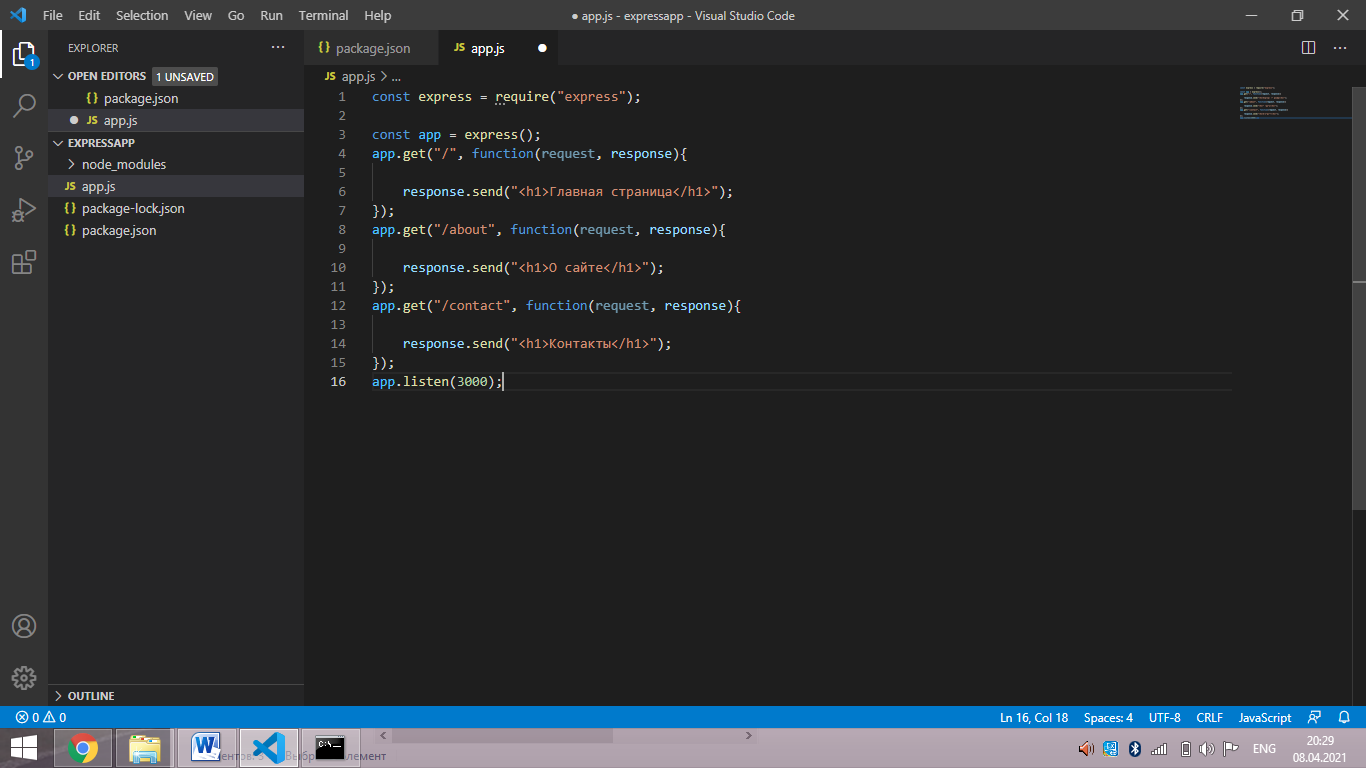 File Edit Selection View Go Run Terminal Help
● app.js - expressapp - Visual Studio Code
EXPLORER
OPEN EDITORS 1 UNSAVED
{} package.json
● JS app.js
EXPRESSAPP
node_modules
JS app.js
{} package-lock.json
{} package.json
OUTLINE
1
{} package.json
JS app.js ●
JS app.js > ...
1 const express = require("express");
2
3 const app = express();
4 app.get("/", function(request, response){
5
6 response.send("<h1>Главная страница</h1>");
7 });
8 app.get("/about", function(request, response){
9
10 response.send("<h1>О сайте</h1>");
11 });
12 app.get("/contact", function(request, response){
13
14 response.send("<h1>Контакты</h1>");
15 });
16 app.listen(3000);
0 0
Ln 16, Col 18 Spaces: 4 UTF-8 CRLF JavaScript
C:\_
ENG
20:29
08.04.2021